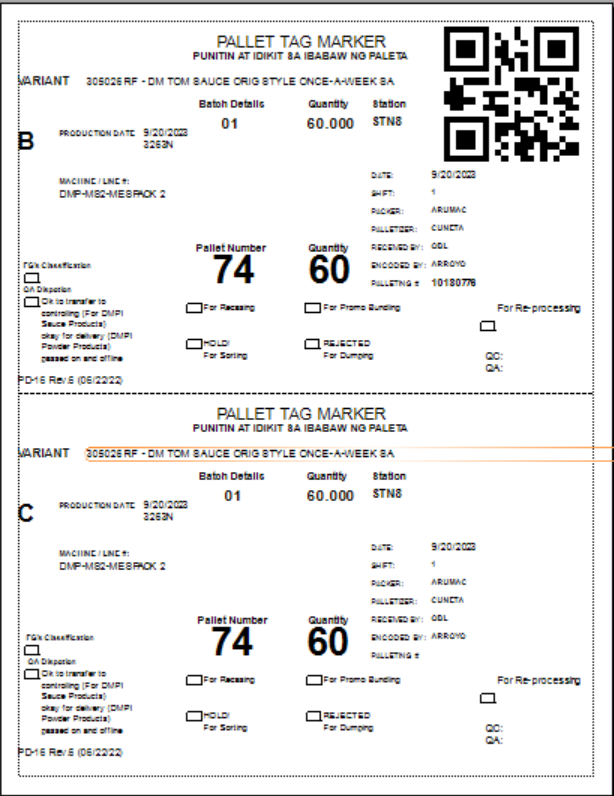 PALLET TAG MARKER
PUNITIN AT IDIKIT SA IBABAW NG PALETA
VARIANT 305026 RF - DM TOM SAUCE ORIG STYLE ONCE-A-WEEK SA
Batch Details Quantity Station
01 60.000 STN8
B PRODUCTION DATE 9/20/2023
3263N
MACHINE / LINE #:
DMP-M82-MESPACK 2
DATE: 9/20/2023
SHIFT: 1
PACKER: ARUMAC
PALLETIZER: CUNETA
RECEIVED BY: ODL
ENCODED BY: ARROYO
PALLETING # 10180776
Pallet Number Quantity
74 60
FG's Classification
QA Dispotion
Ok to transfer to
controling (For DMPI
Sauce Products)
okay for delivery (DMPI
Powder Products)
passed on and offline
For Recasing
For Promo Bunding
For Re-processing
HOLD/
For Sorting
REJECTED
For Dumping
QC:
QA:
PD-16 Rev.6 (06/22/22)
PALLET TAG MARKER
PUNITIN AT IDIKIT SA IBABAW NG PALETA
VARIANT 305026 RF - DM TOM SAUCE ORIG STYLE ONCE-A-WEEK SA
Batch Details Quantity Station
01 60.000 STN8
C PRODUCTION DATE 9/20/2023
3263N
MACHINE / LINE #:
DMP-M82-MESPACK 2
DATE: 9/20/2023
SHIFT: 1
PACKER: ARUMAC
PALLETIZER: CUNETA
RECEIVED BY: ODL
ENCODED BY: ARROYO
PALLETING #
Pallet Number Quantity
74 60
FG's Classification
QA Dispotion
Ok to transfer to
controling (For DMPI
Sauce Products)
okay for delivery (DMPI
Powder Products)
passed on and offline
For Recasing
For Promo Bunding
For Re-processing
HOLD/
For Sorting
REJECTED
For Dumping
QC:
QA:
PD-16 Rev.6 (06/22/22)